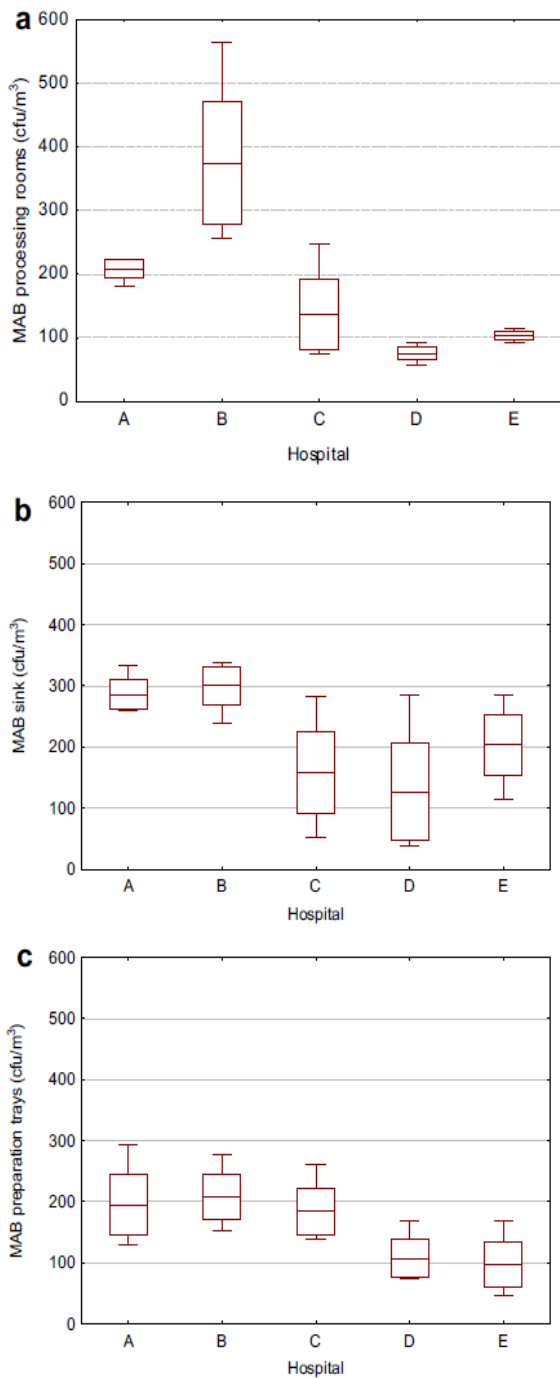 a
MAB processing rooms (cfu/m³)
600
500
400
300
200
100
0
A B C D E
Hospital
b
MAB sink (cfu/m³)
600
500
400
300
200
100
0
A B C D E
Hospital
c
MAB preparation trays (cfu/m³)
600
500
400
300
200
100
0
A B C D E
Hospital